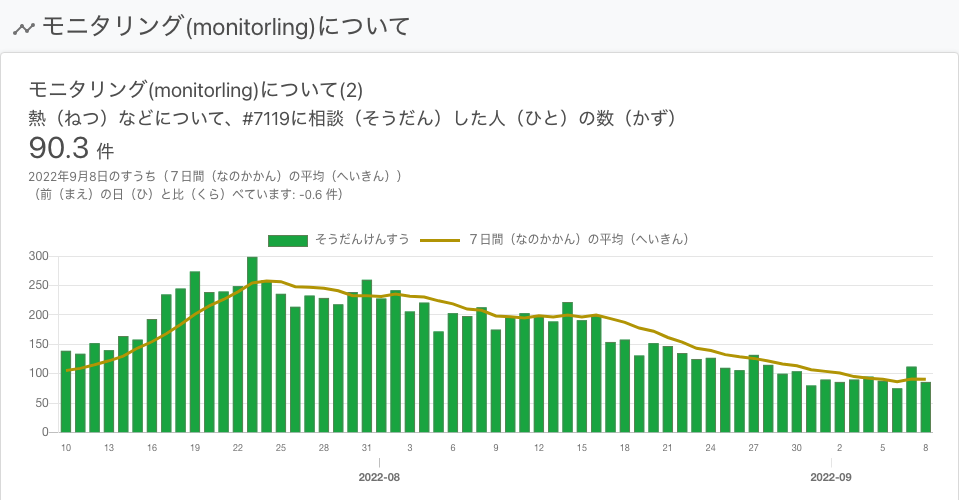 モニタリング(monitorling)について
モニタリング(monitorling)について(2)
熱（ねつ）などについて、#7119に相談（そうだん）した人（ひと）の数（かず）
90.3 件
2022年9月8日のすうち（７日間（なのかかん）の平均（へいきん））
（前（まえ）の日（ひ）と比（くら）べています: -0.6 件）
そうだんけんすう ７日間（なのかかん）の平均（へいきん）
300
250
200
150
100
50
0
10 13 16 19 22 25 28 31 3 6 9 12 15 18 21 24 27 30 2 5 8
2022-08 2022-09